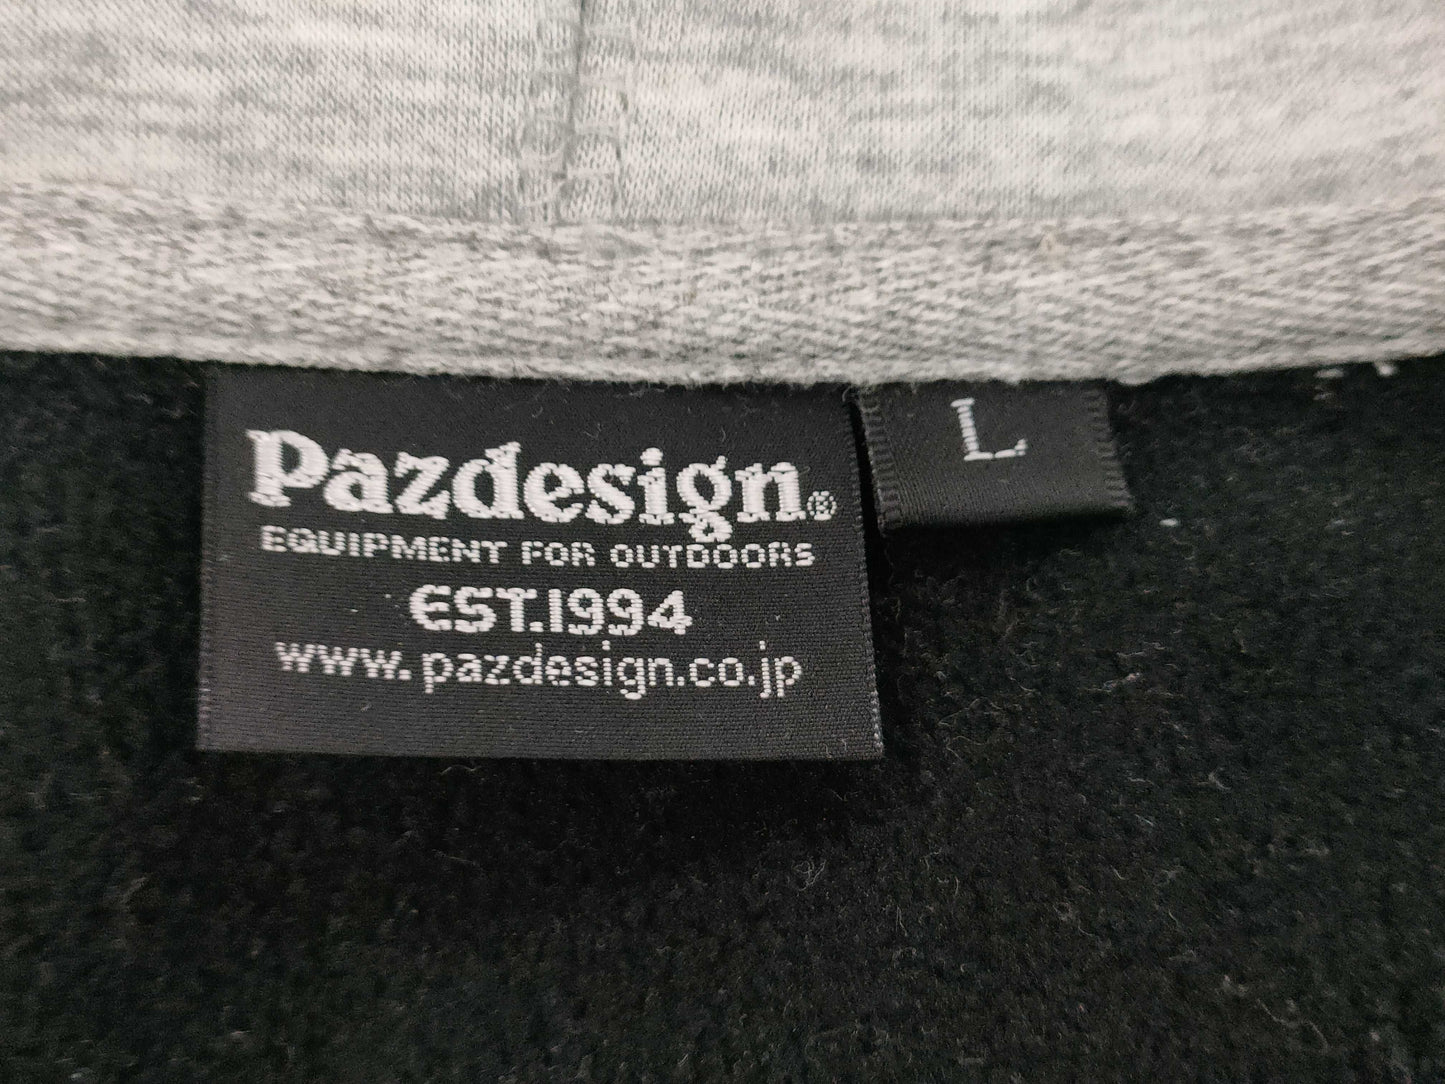 Pazdesign®
EQUIPMENT FOR OUTDOORS
EST.1994
www.pazdesign.co.jp
L